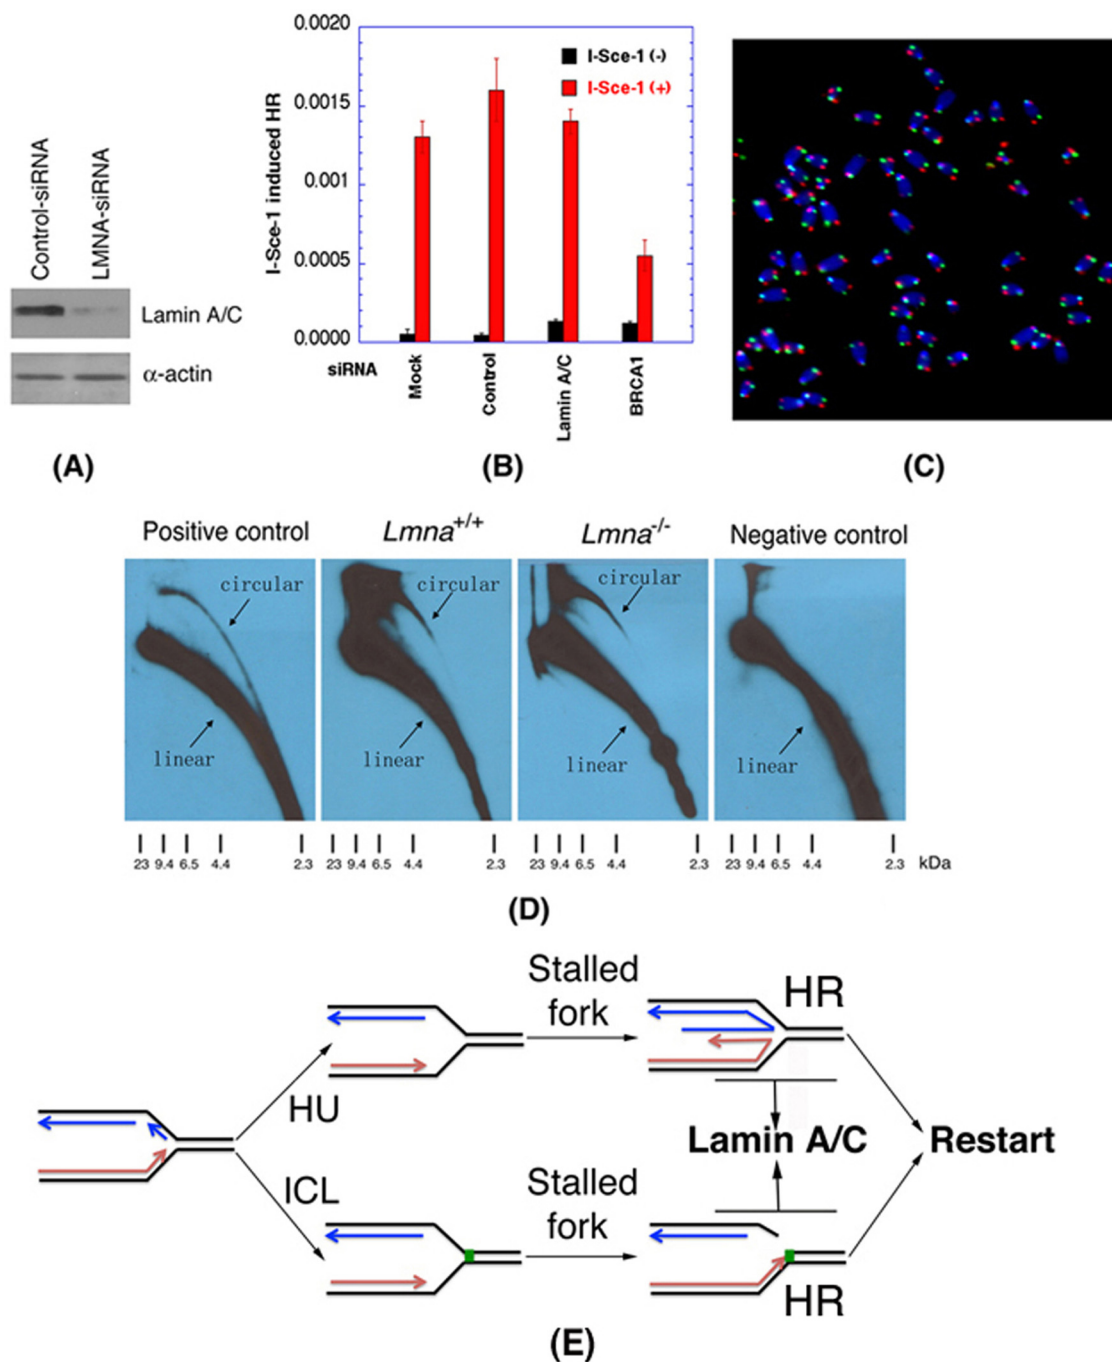 Control-siRNA
LMNA-siRNA
Lamin A/C
α-actin
(A)
I-Sce-1 induced HR
0.0020
0.0015
0.0010
0.0005
0.0000
I-Sce-1 (-)
I-Sce-1 (+)
siRNA
Mock
Control
Lamin A/C
BRCA1
(B)
(C)
Positive control
Lmna+/+
Lmna-/-
Negative control
circular
linear
circular
linear
circular
linear
linear
23 9.4 6.5 4.4 2.3
23 9.4 6.5 4.4 2.3
23 9.4 6.5 4.4 2.3
23 9.4 6.5 4.4 2.3 kDa
(D)
Stalled fork
HR
HU
Lamin A/C
Restart
ICL
Stalled fork
HR
(E)